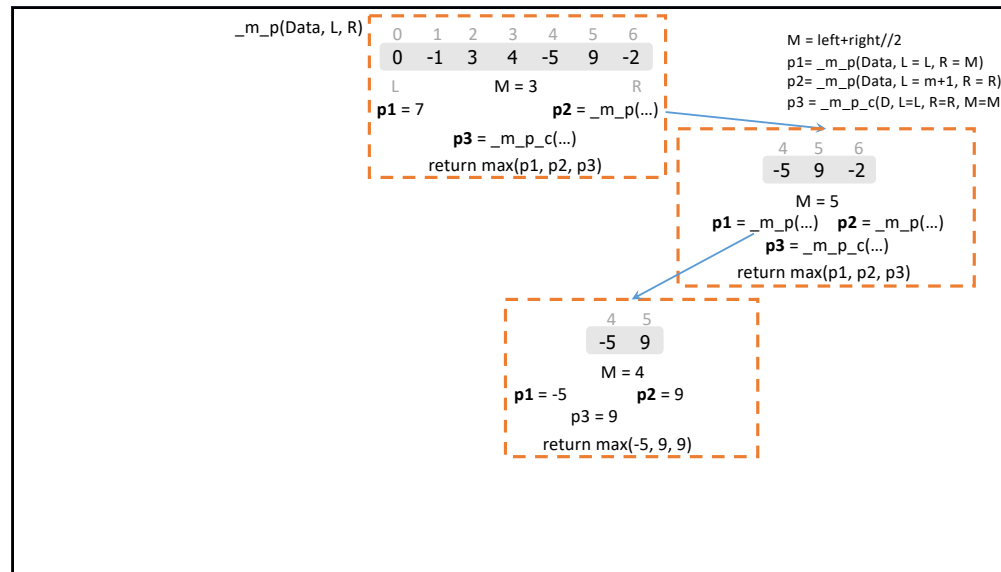 _m_p(Data, L, R)
0 1 2 3 4 5 6
0 -1 3 4 -5 9 -2
L M = 3 R
p1 = 7 p2 = _m_p(…)
p3 = _m_p_c(…)
return max(p1, p2, p3)
M = left+right//2
p1= _m_p(Data, L = L, R = M)
p2= _m_p(Data, L = m+1, R = R)
p3 = _m_p_c(D, L=L, R=R, M=M
4 5 6
-5 9 -2
M = 5
p1 = _m_p(…) p2 = _m_p(…)
p3 = _m_p_c(…)
return max(p1, p2, p3)
4 5
-5 9
M = 4
p1 = -5 p2 = 9
p3 = 9
return max(-5, 9, 9)